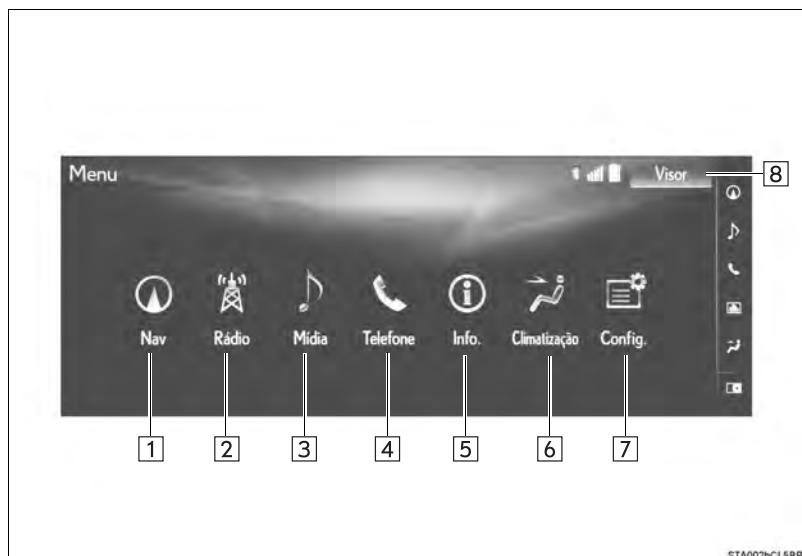 Menu
Visor
8
Nav
Rádio
Mídia
Telefone
Info.
Climatização
Config.
1
2
3
4
5
6
7